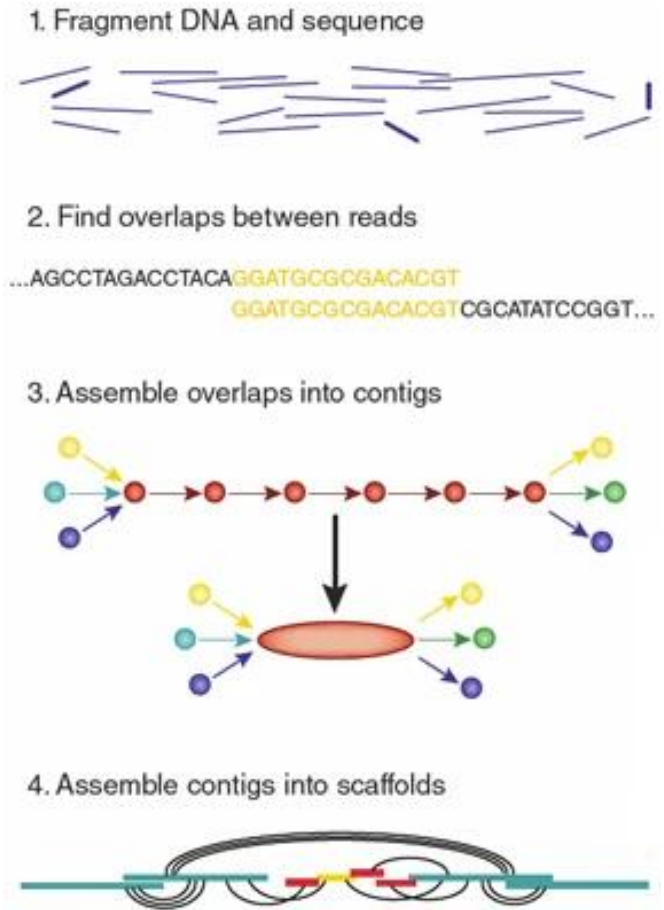 1. Fragment DNA and sequence
2. Find overlaps between reads
...AGCCTAGACCTACAGGATGCGCGACACGT
GGATGCGCGACACGTCGCATATCCGGT...
3. Assemble overlaps into contigs
4. Assemble contigs into scaffolds